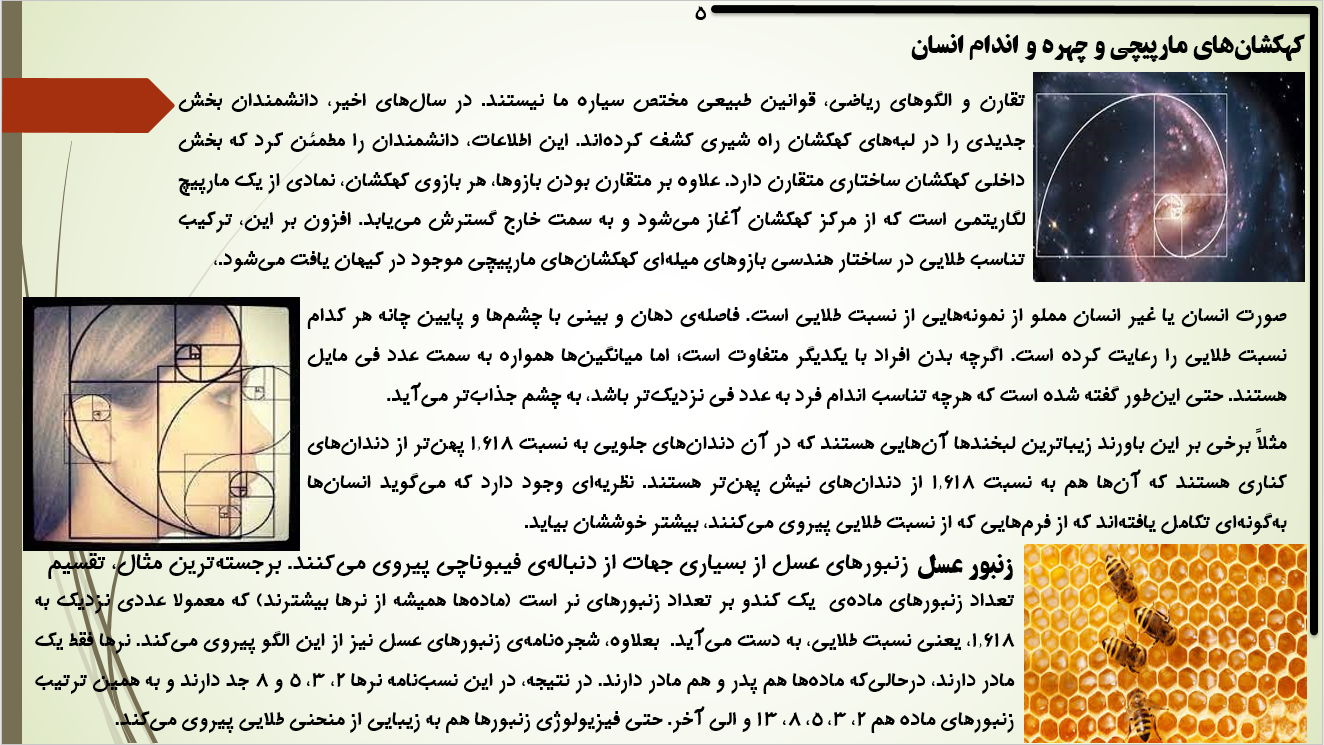 ۵
کهکشان‌های مارپیچی و چهره و اندام انسان
تقارن و الگوهای ریاضی، قوانین طبیعی مختص سیاره ما نیستند. در سال‌های اخیر، دانشمندان بخش
جدیدی را در لبه‌های کهکشان راه شیری کشف کرده‌اند. این اطلاعات، دانشمندان را مطمئن کرد که بخش
داخلی کهکشان ساختاری متقارن دارد. علاوه بر متقارن بودن بازوها، هر بازوی کهکشان، نمادی از یک مارپیچ
لگاریتمی است که از مرکز کهکشان آغاز می‌شود و به سمت خارج گسترش می‌یابد. افزون بر این، ترکیب
تناسب طلایی در ساختار هندسی بازوهای میله‌ای کهکشان‌های مارپیچی موجود در کیهان یافت می‌شود.،
صورت انسان یا غیر انسان مملو از نمونه‌هایی از نسبت طلایی است. فاصله‌ی دهان و بینی با چشم‌ها و پایین چانه هر کدام
نسبت طلایی را رعایت کرده است. اگرچه بدن افراد با یکدیگر متفاوت است، اما میانگین‌ها همواره به سمت عدد فی مایل
هستند. حتی این‌طور گفته شده است که هرچه تناسب اندام فرد به عدد فی نزدیک‌تر باشد، به چشم جذاب‌تر می‌آید.
مثلاً برخی بر این باورند زیباترین لبخندها آن‌هایی هستند که در آن دندان‌های جلویی به نسبت ۱,۶۱۸ پهن‌تر از دندان‌های
کناری هستند که آن‌ها هم به نسبت ۱,۶۱۸ از دندان‌های نیش پهن‌تر هستند. نظریه‌ای وجود دارد که می‌گوید انسان‌ها
به‌گونه‌ای تکامل یافته‌اند که از فرم‌هایی که از نسبت طلایی پیروی می‌کنند، بیشتر خوششان بیاید.
زنبور عسل زنبورهای عسل از بسیاری جهات از دنباله‌ی فیبوناچی پیروی می‌کنند. برجسته‌ترین مثال، تقسیم
تعداد زنبورهای ماده‌ی یک کندو بر تعداد زنبورهای نر است (ماده‌ها همیشه از نرها بیشترند) که معمولا عددی نزدیک به
۱,۶۱۸، یعنی نسبت طلایی، به دست می‌آید. بعلاوه، شجره‌نامه‌ی زنبورهای عسل نیز از این الگو پیروی می‌کند. نرها فقط یک
مادر دارند، درحالی‌که ماده‌ها هم پدر و هم مادر دارند. در نتیجه، در این نسب‌نامه نرها ۲، ۳، ۵ و ۸ جد دارند و به همین ترتیب
زنبورهای ماده هم ۲، ۳، ۵، ۸، ۱۳ و الی آخر. حتی فیزیولوژی زنبورها هم به زیبایی از منحنی طلایی پیروی می‌کند.